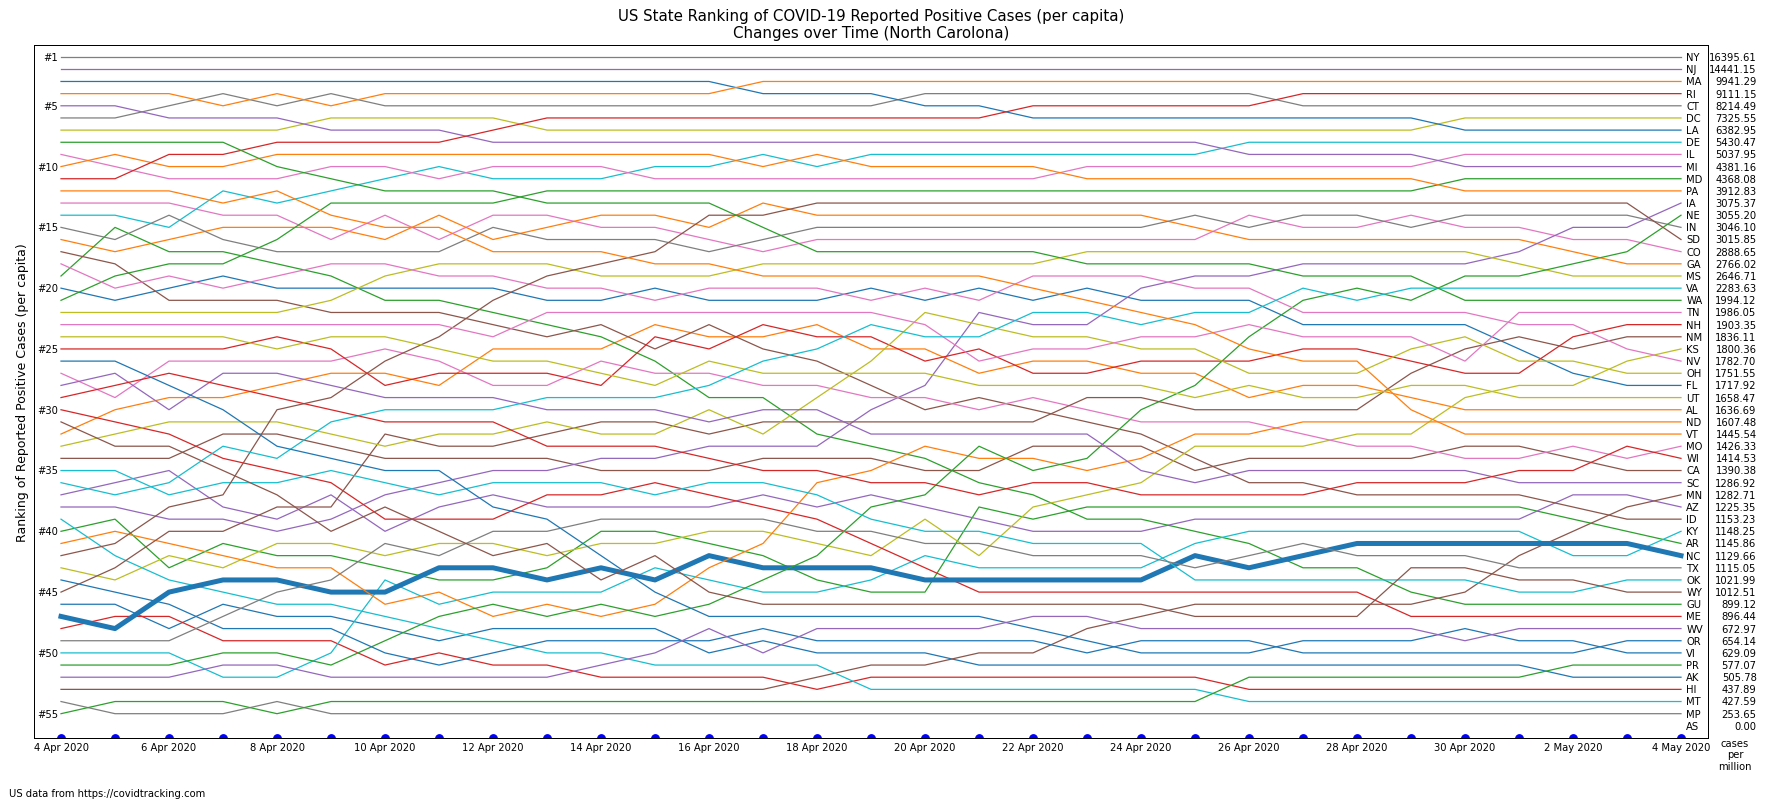 US State Ranking of COVID-19 Reported Positive Cases (per capita)
Changes over Time (North Carolona)
Ranking of Reported Positive Cases (per capita)
#1
#5
#10
#15
#20
#25
#30
#35
#40
#45
#50
#55
NY 16395.61
NJ 14441.15
MA 9941.29
RI 9111.15
CT 8214.49
DC 7325.55
LA 6382.95
DE 5430.47
IL 5037.95
MI 4381.16
MD 4368.08
PA 3912.83
IA 3075.37
NE 3055.20
IN 3046.10
SD 3015.85
CO 2888.65
GA 2766.02
MS 2646.71
VA 2283.63
WA 1994.12
TN 1986.05
NH 1903.35
NM 1836.11
KS 1800.36
NV 1782.70
OH 1751.55
FL 1717.92
UT 1658.47
AL 1636.69
ND 1607.48
VT 1445.54
MO 1426.33
WI 1414.53
CA 1390.38
SC 1286.92
MN 1282.71
AZ 1225.35
ID 1153.23
KY 1148.25
AR 1145.86
NC 1129.66
TX 1115.05
OK 1021.99
WY 1012.51
GU 899.12
ME 896.44
WV 672.97
OR 654.14
VI 629.09
PR 577.07
AK 505.78
HI 437.89
MT 427.59
MP 253.65
AS 0.00
4 Apr 2020 6 Apr 2020 8 Apr 2020 10 Apr 2020 12 Apr 2020 14 Apr 2020 16 Apr 2020 18 Apr 2020 20 Apr 2020 22 Apr 2020 24 Apr 2020 26 Apr 2020 28 Apr 2020 30 Apr 2020 2 May 2020 4 May 2020
cases
per
million
US data from https://covidtracking.com